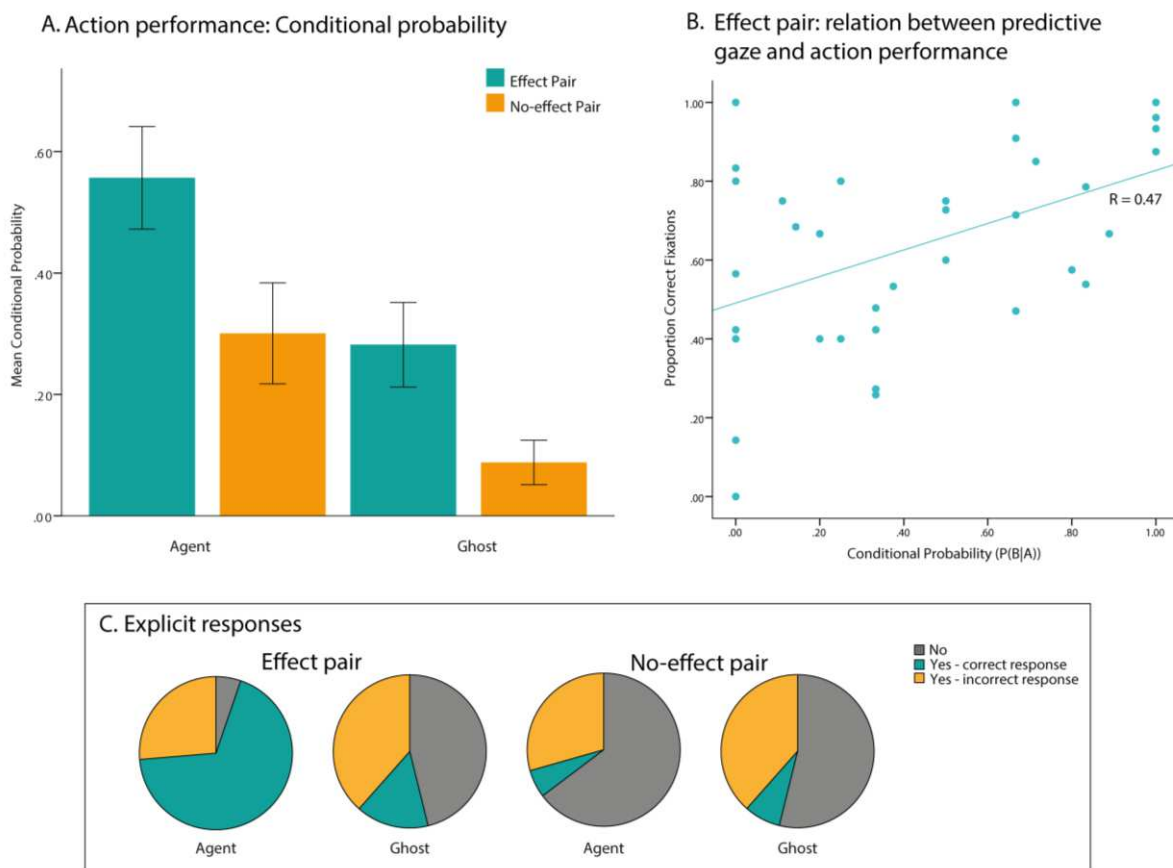 A. Action performance: Conditional probability
Effect Pair
No-effect Pair
Mean Conditional Probability
.60
.40
.20
.00
Agent
Ghost
B. Effect pair: relation between predictive
gaze and action performance
Proportion Correct Fixations
1.00
.80
.60
.40
.20
.00
R = 0.47
.00
.20
.40
.60
.80
1.00
Conditional Probability (P(B|A))
C. Explicit responses
No
Yes - correct response
Yes - incorrect response
Effect pair
No-effect pair
Agent
Ghost
Agent
Ghost